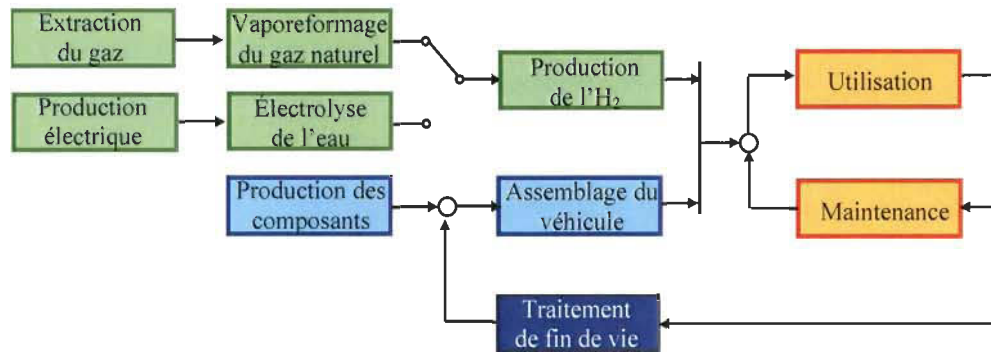 Extraction
du gaz
Vaporeformage
du gaz naturel
Production
de l'H₂
Utilisation
Production
électrique
Électrolyse
de l'eau
Production des
composants
Assemblage du
véhicule
Maintenance
Traitement
de fin de vie